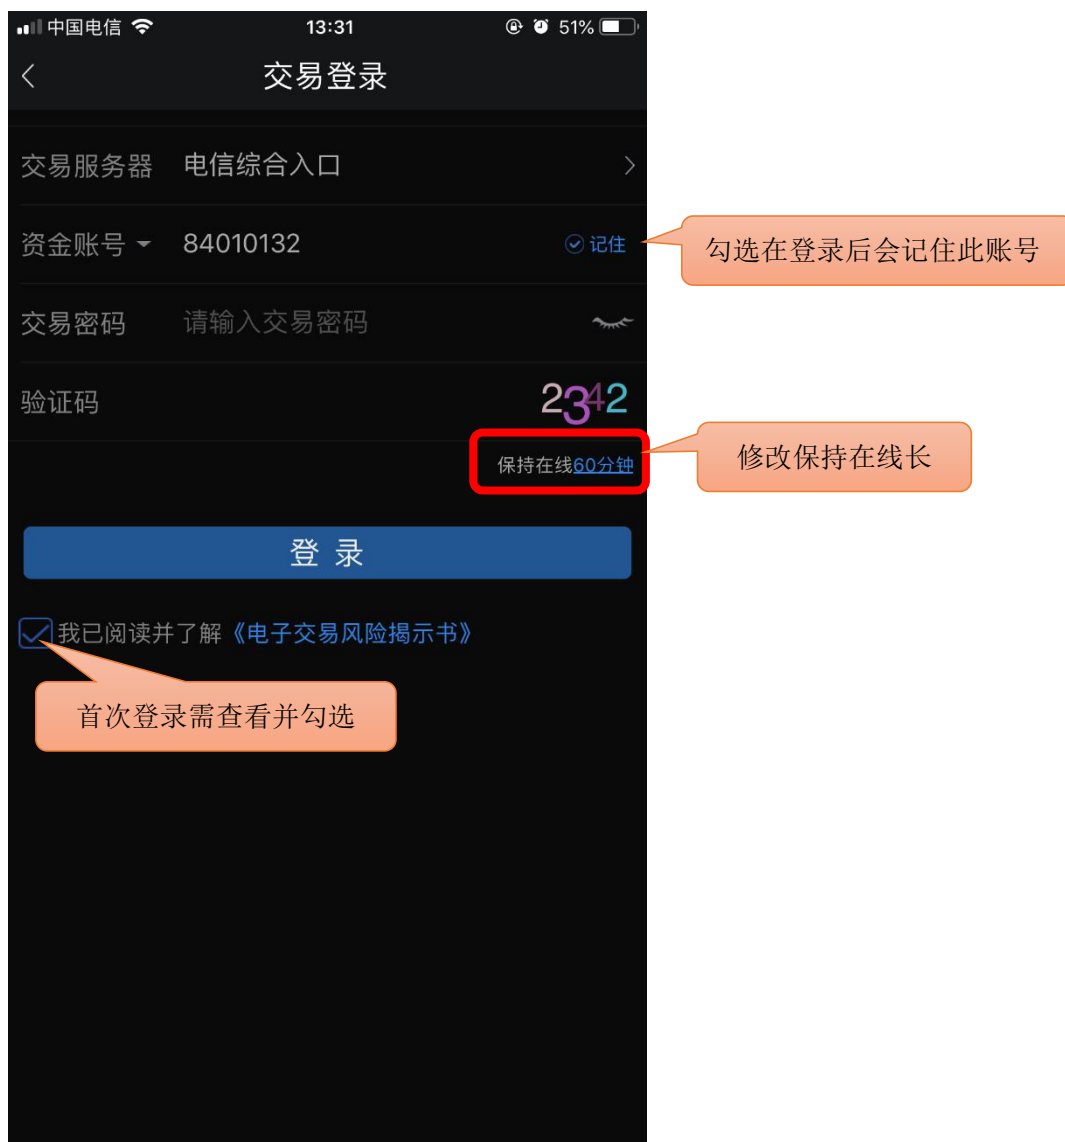 中国电信 13:31 51%
交易登录
交易服务器 电信综合入口
资金账号 84010132 记住
勾选在登录后会记住此账号
交易密码 请输入交易密码
验证码 2342
保持在线60分钟
修改保持在线长
登 录
我已阅读并了解《电子交易风险揭示书》
首次登录需查看并勾选